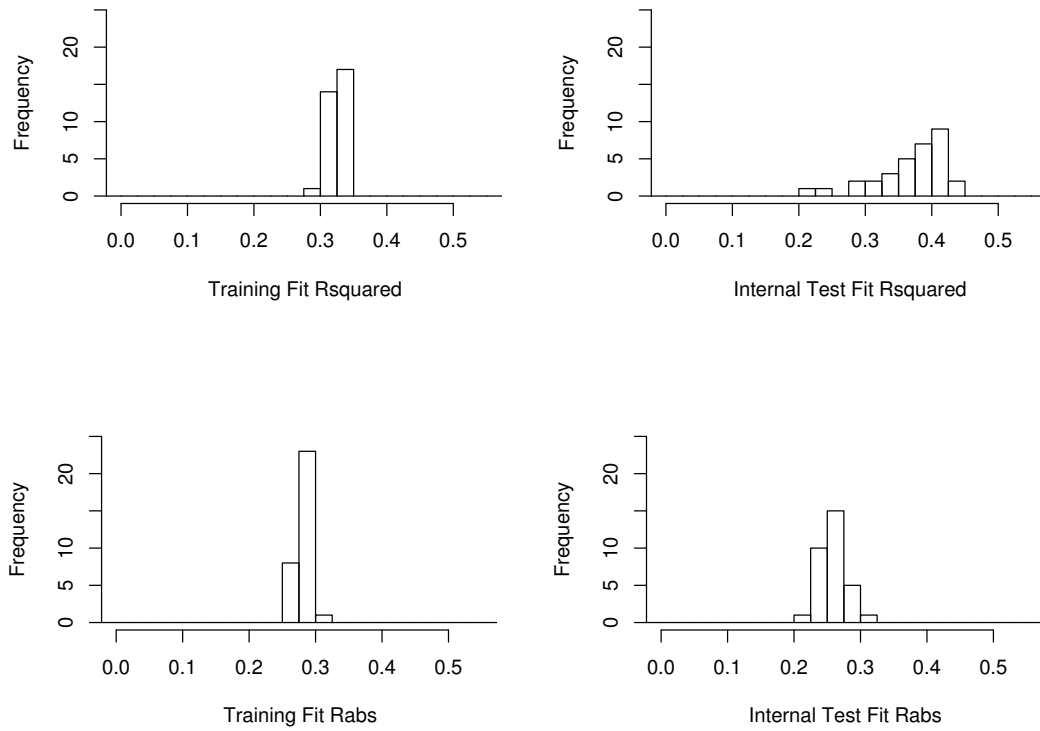 Frequency
0 5 10 20
0.0 0.1 0.2 0.3 0.4 0.5
Training Fit Rsquared
Frequency
0 5 10 20
0.0 0.1 0.2 0.3 0.4 0.5
Internal Test Fit Rsquared
Frequency
0 5 10 20
0.0 0.1 0.2 0.3 0.4 0.5
Training Fit Rabs
Frequency
0 5 10 20
0.0 0.1 0.2 0.3 0.4 0.5
Internal Test Fit Rabs